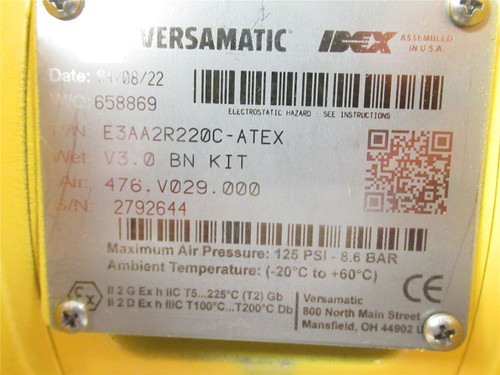 VERSAMATIC IDEX ASSEMBLED IN U.S.A.
Date: 08/22
W/O: 658869
ELECTROSTATIC HAZARD SEE INSTRUCTIONS
P/N: E3AA2R220C-ATEX
Wet: V3.0 BN KIT
Air: 476.V029.000
S/N: 2792644
Maximum Air Pressure: 125 PSI - 8.6 BAR
Ambient Temperature: (-20°C to +60°C)
Ex II 2 G Ex h IIC T5...225°C (T2) Gb
II 2 D Ex h IIIC T100°C...T200°C Db
CE
Versamatic
800 North Main Street
Mansfield, OH 44902 U